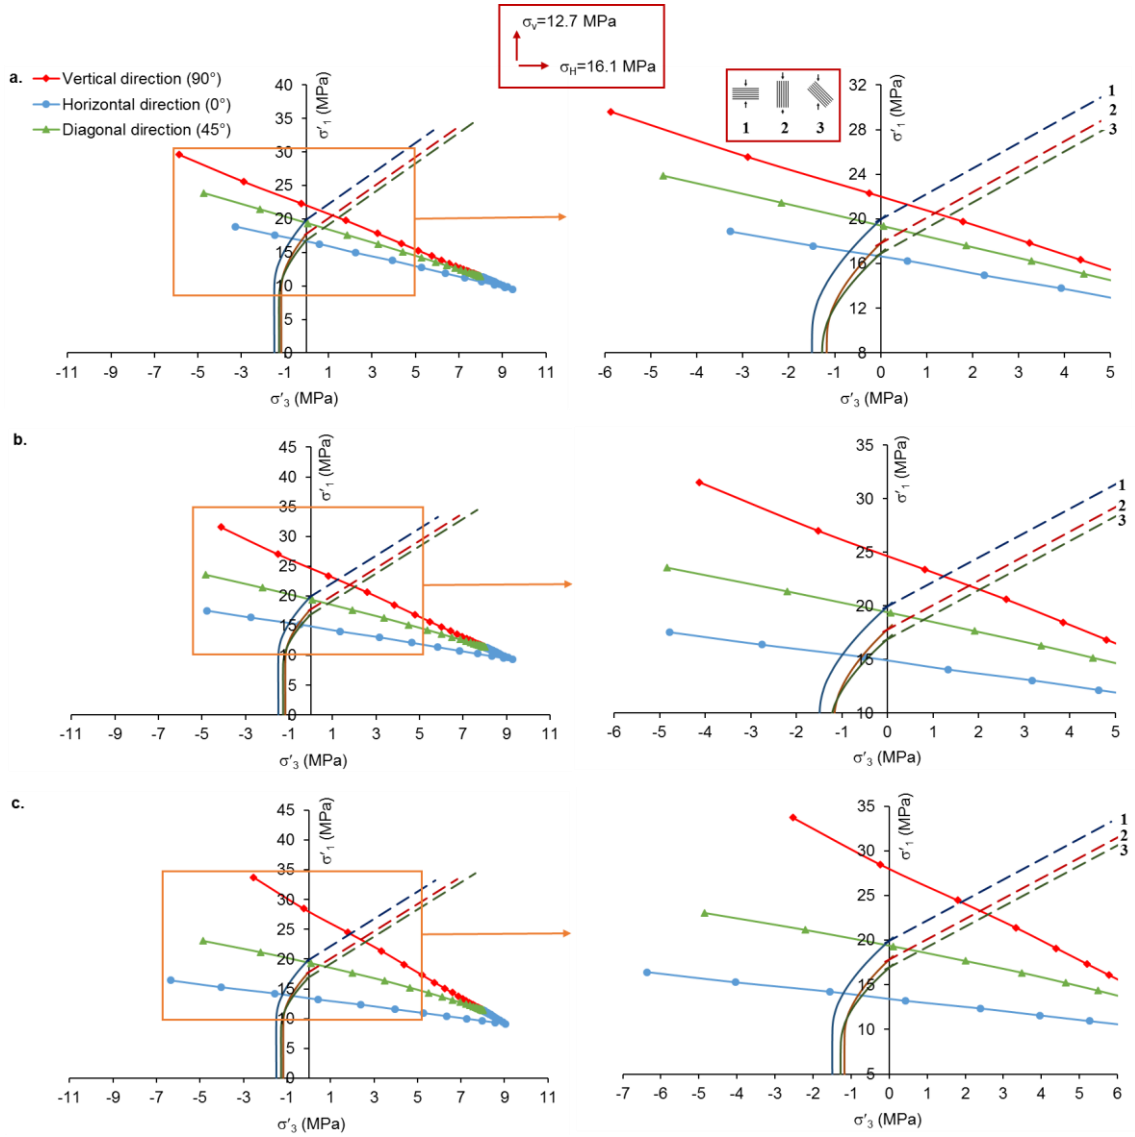 σv=12.7 MPa
σH=16.1 MPa
a.
Vertical direction (90°)
Horizontal direction (0°)
Diagonal direction (45°)
σ′1 (MPa)
40
35
30
25
20
15
10
5
0
-11 -9 -7 -5 -3 -1 1 3 5 7 9 11
σ′3 (MPa)
1 2 3
σ′1 (MPa)
32
28
24
20
16
12
8
1
2
3
-6 -5 -4 -3 -2 -1 0 1 2 3 4 5
σ′3 (MPa)
b.
σ′1 (MPa)
45
40
35
30
25
20
15
10
5
0
-11 -9 -7 -5 -3 -1 1 3 5 7 9 11
σ′3 (MPa)
σ′1 (MPa)
35
30
25
20
15
10
1
2
3
-6 -5 -4 -3 -2 -1 0 1 2 3 4 5
σ′3 (MPa)
c.
σ′1 (MPa)
45
40
35
30
25
20
15
10
5
0
-11 -9 -7 -5 -3 -1 1 3 5 7 9 11
σ′3 (MPa)
σ′1 (MPa)
35
30
25
20
15
10
5
1
2
3
-7 -6 -5 -4 -3 -2 -1 0 1 2 3 4 5 6
σ′3 (MPa)